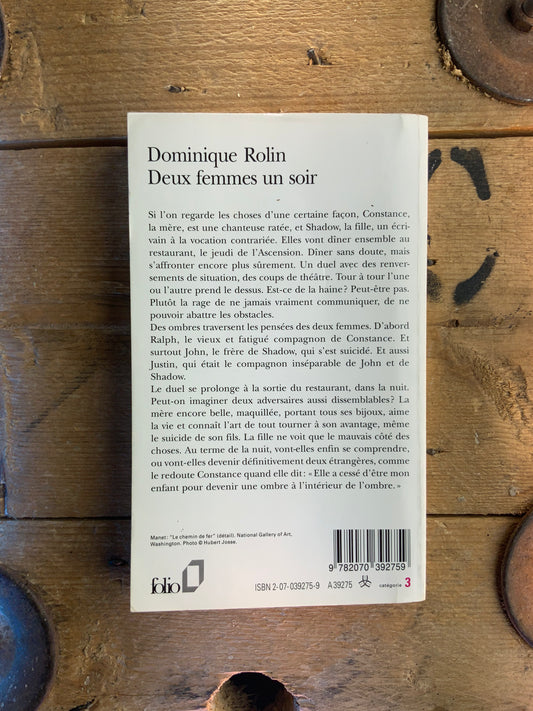 Dominique Rolin
Deux femmes un soir
Si l'on regarde les choses d'une certaine façon, Constance,
la mère, est une chanteuse ratée, et Shadow, la fille, un écri-
vain à la vocation contrariée. Elles vont dîner ensemble au
restaurant, le jeudi de l'Ascension. Dîner sans doute, mais
s'affronter encore plus sûrement. Un duel avec des renver-
sements de situation, des coups de théâtre. Tour à tour l'une
ou l'autre prend le dessus. Est-ce de la haine? Peut-être pas.
Plutôt la rage de ne jamais vraiment communiquer, de ne
pouvoir abattre les obstacles.
Des ombres traversent les pensées des deux femmes. D'abord
Ralph, le vieux et fatigué compagnon de Constance. Et
surtout John, le frère de Shadow, qui s'est suicidé. Et aussi
Justin, qui était le compagnon inséparable de John et de
Shadow.
Le duel se prolonge à la sortie du restaurant, dans la nuit.
Peut-on imaginer deux adversaires aussi dissemblables? La
mère encore belle, maquillée, portant tous ses bijoux, aime
la vie et connaît l'art de tout tourner à son avantage, même
le suicide de son fils. La fille ne voit que le mauvais côté des
choses. Au terme de la nuit, vont-elles enfin se comprendre,
ou vont-elles devenir définitivement deux étrangères, comme
le redoute Constance quand elle dit : « Elle a cessé d'être mon
enfant pour devenir une ombre à l'intérieur de l'ombre. »
Manet : "Le chemin de fer" (détail), National Gallery of Art,
Washington. Photo © Hubert Josse.
9 782070 392759
folio
ISBN 2-07-039275-9 A 39275 catégorie 3